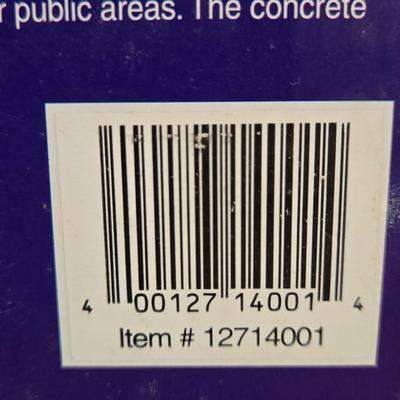 r public areas. The concrete
4 00127 14001 4
Item # 12714001